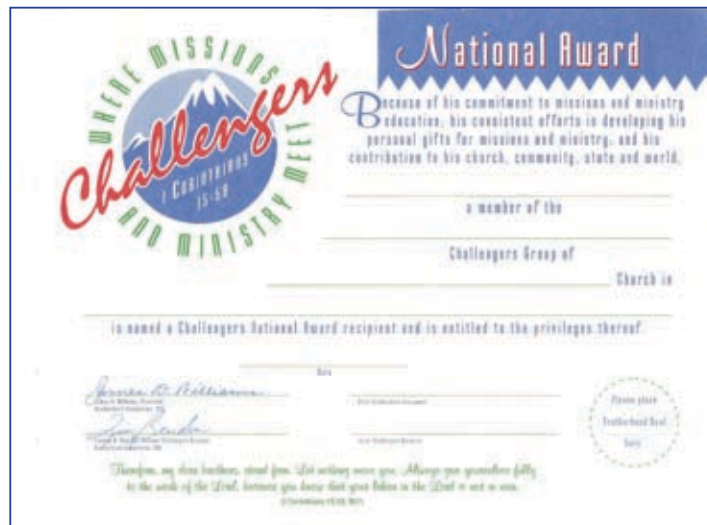 WHERE MISSIONS
Challengers
1 CORINTHIANS
15:58
AND MINISTRY MEET
National Award
Because of his commitment to missions and ministry
education, his consistent efforts in developing his
personal gifts for missions and ministry, and his
contribution to his church, community, state and world,
a member of the
Challengers Group of
Church in
is named a Challengers National Award recipient and is entitled to the privileges thereof
Date
James D. Williams
Please place
Brotherhood Seal
here
Therefore, my dear brothers, stand firm. Let nothing move you. Always give yourselves fully
to the work of the Lord, because you know that your labor in the Lord is not in vain.